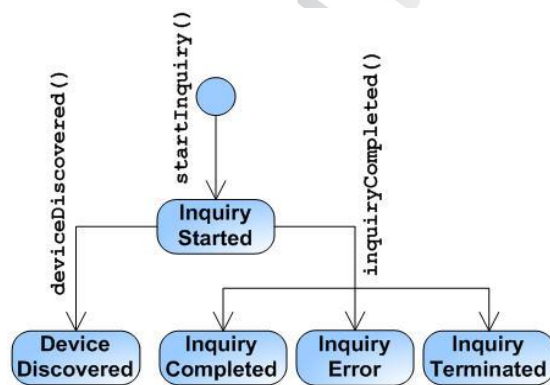 startInquiry()
deviceDiscovered()
inquiryCompleted()
Inquiry
Started
Device
Discovered
Inquiry
Completed
Inquiry
Error
Inquiry
Terminated